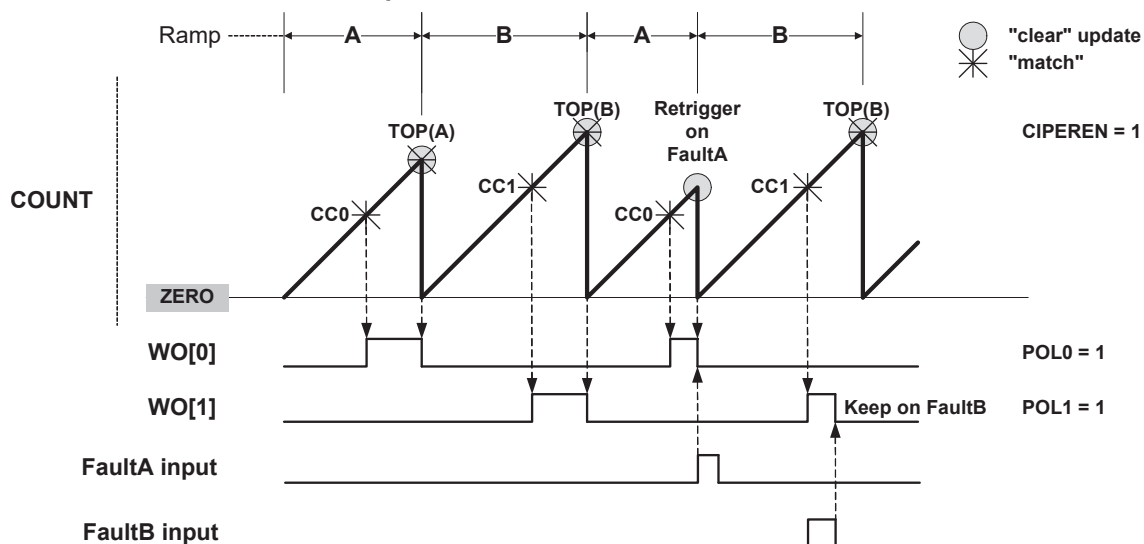 Ramp
A
B
A
B
"clear" update
"match"
TOP(A)
TOP(B)
Retrigger
on
FaultA
TOP(B)
CIPEREN = 1
COUNT
CC0
CC1
CC0
CC1
ZERO
WO[0]
POL0 = 1
WO[1]
Keep on FaultB
POL1 = 1
FaultA input
FaultB input